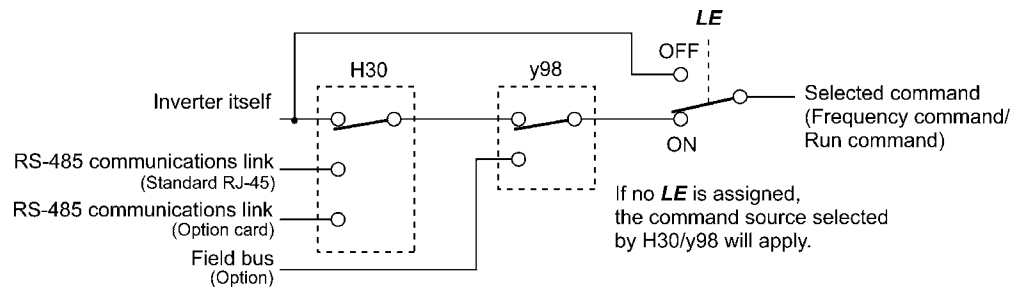 LE
OFF
H30
y98
Inverter itself
Selected command
(Frequency command/
Run command)
ON
RS-485 communications link
(Standard RJ-45)
RS-485 communications link
(Option card)
If no LE is assigned,
the command source selected
by H30/y98 will apply.
Field bus
(Option)